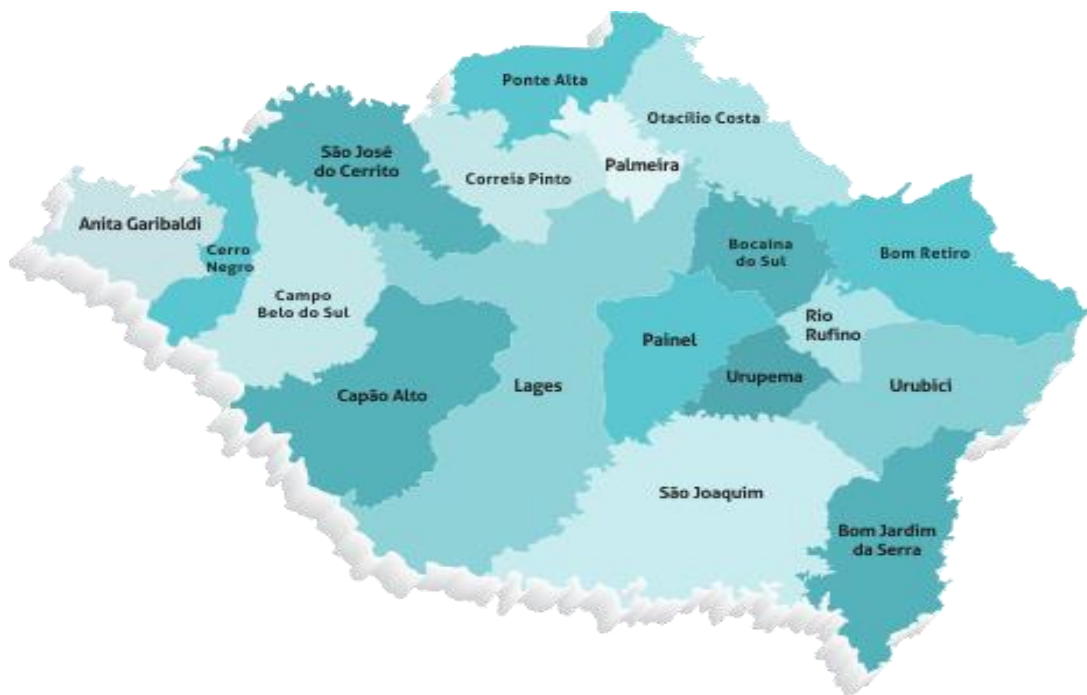 Ponte Alta
Otacílio Costa
São José
do Cerrito
Correia Pinto
Palmeira
Anita Garibaldi
Cerro
Negro
Bocaina
do Sul
Bom Retiro
Campo
Belo do Sul
Rio
Rufino
Painel
Urupema
Lages
Urubici
Capão Alto
São Joaquim
Bom Jardim
da Serra